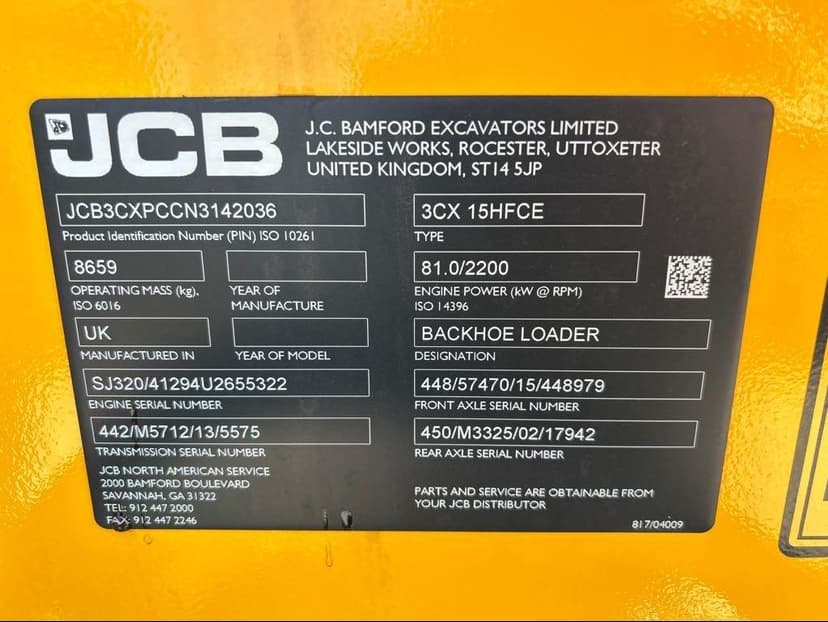 JCB
J.C. BAMFORD EXCAVATORS LIMITED
LAKESIDE WORKS, ROCESTER, UTTOXETER
UNITED KINGDOM, ST14 5JP
JCB3CXPCCN3142036
Product Identification Number (PIN) ISO 10261
3CX 15HFCE
TYPE
8659
OPERATING MASS (kg),
ISO 6016
YEAR OF
MANUFACTURE
81.0/2200
ENGINE POWER (kW @ RPM)
ISO 14396
UK
MANUFACTURED IN
YEAR OF MODEL
BACKHOE LOADER
DESIGNATION
SJ320/41294U2655322
ENGINE SERIAL NUMBER
448/57470/15/448979
FRONT AXLE SERIAL NUMBER
442/M5712/13/5575
TRANSMISSION SERIAL NUMBER
450/M3325/02/17942
REAR AXLE SERIAL NUMBER
JCB NORTH AMERICAN SERVICE
2000 BAMFORD BOULEVARD
SAVANNAH, GA 31322
TEL: 912 447 2000
FAX: 912 447 2246
PARTS AND SERVICE ARE OBTAINABLE FROM
YOUR JCB DISTRIBUTOR
817/04009